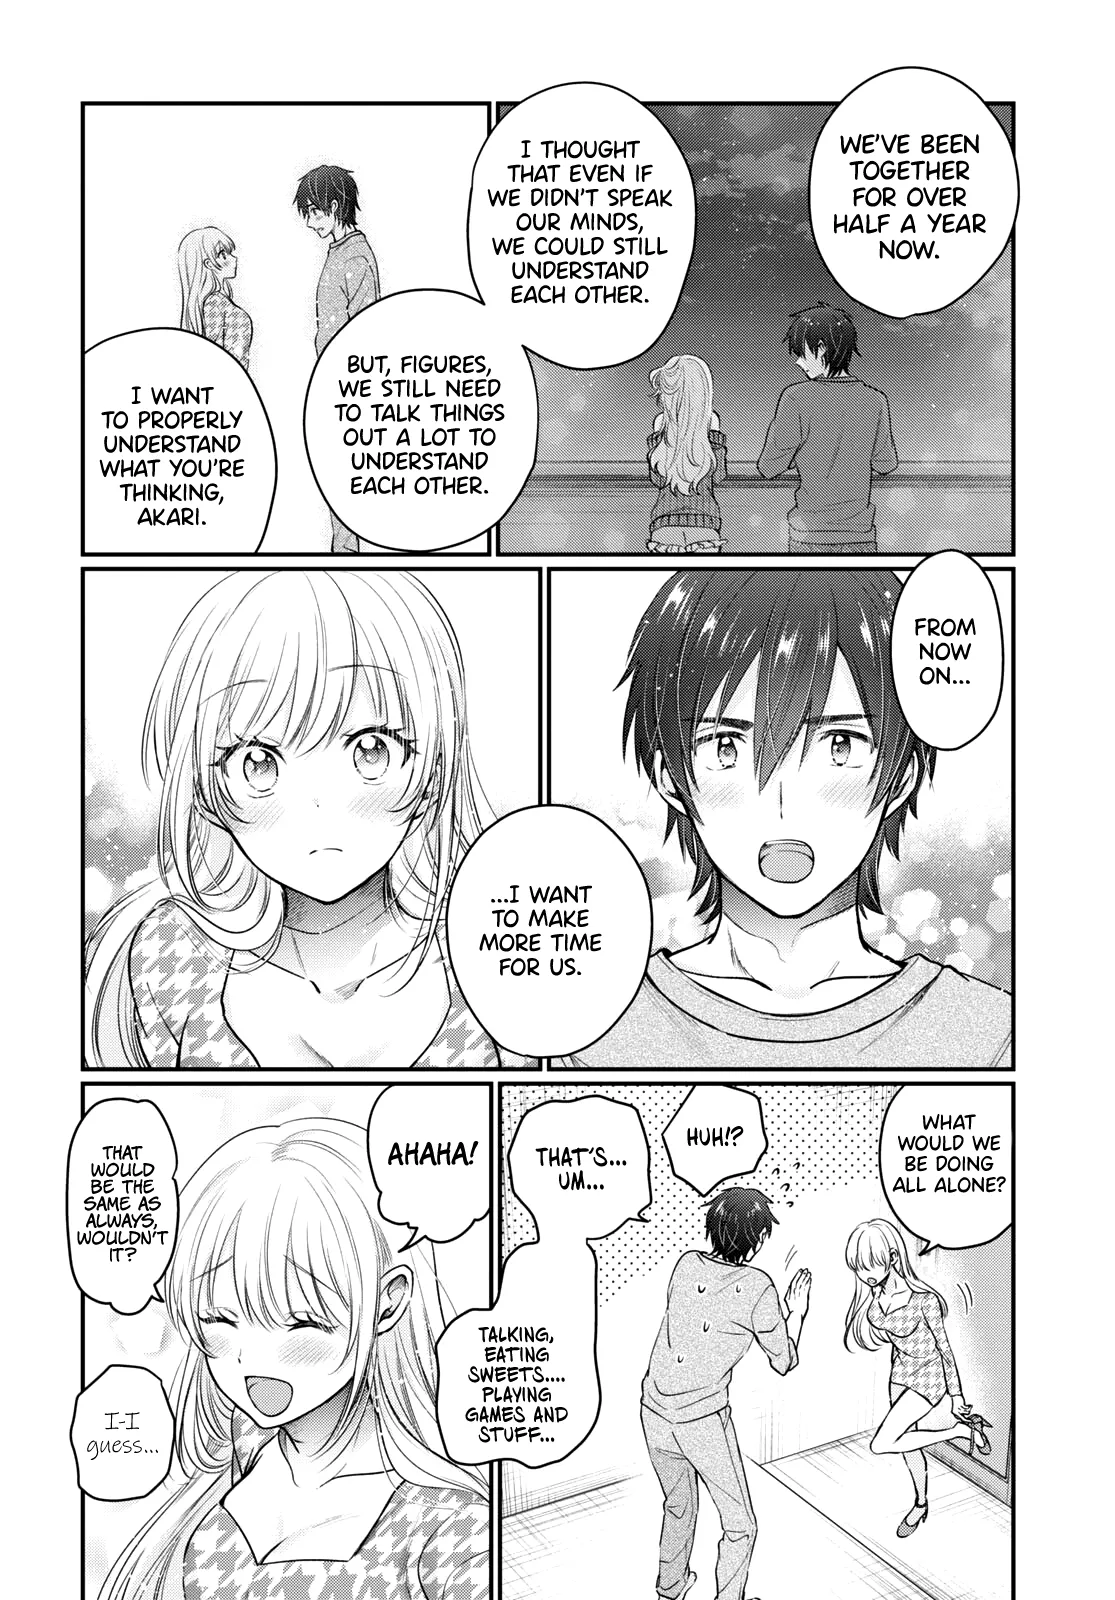 WE'VE BEEN
TOGETHER
FOR OVER
HALF A YEAR
NOW.
I THOUGHT
THAT EVEN IF
WE DIDN'T SPEAK
OUR MINDS,
WE COULD STILL
UNDERSTAND
EACH OTHER.
BUT, FIGURES,
WE STILL NEED
TO TALK THINGS
OUT A LOT TO
UNDERSTAND
EACH OTHER.
I WANT
TO PROPERLY
UNDERSTAND
WHAT YOU'RE
THINKING,
AKARI.
FROM
NOW
ON...
...I WANT
TO MAKE
MORE TIME
FOR US.
WHAT
WOULD WE
BE DOING
ALL ALONE?
HUH!?
THAT'S...
UM...
TALKING,
EATING
SWEETS....
PLAYING
GAMES AND
STUFF...
AHAHA!
THAT
WOULD
BE THE
SAME AS
ALWAYS,
WOULDN'T
IT?
I-I
guess...